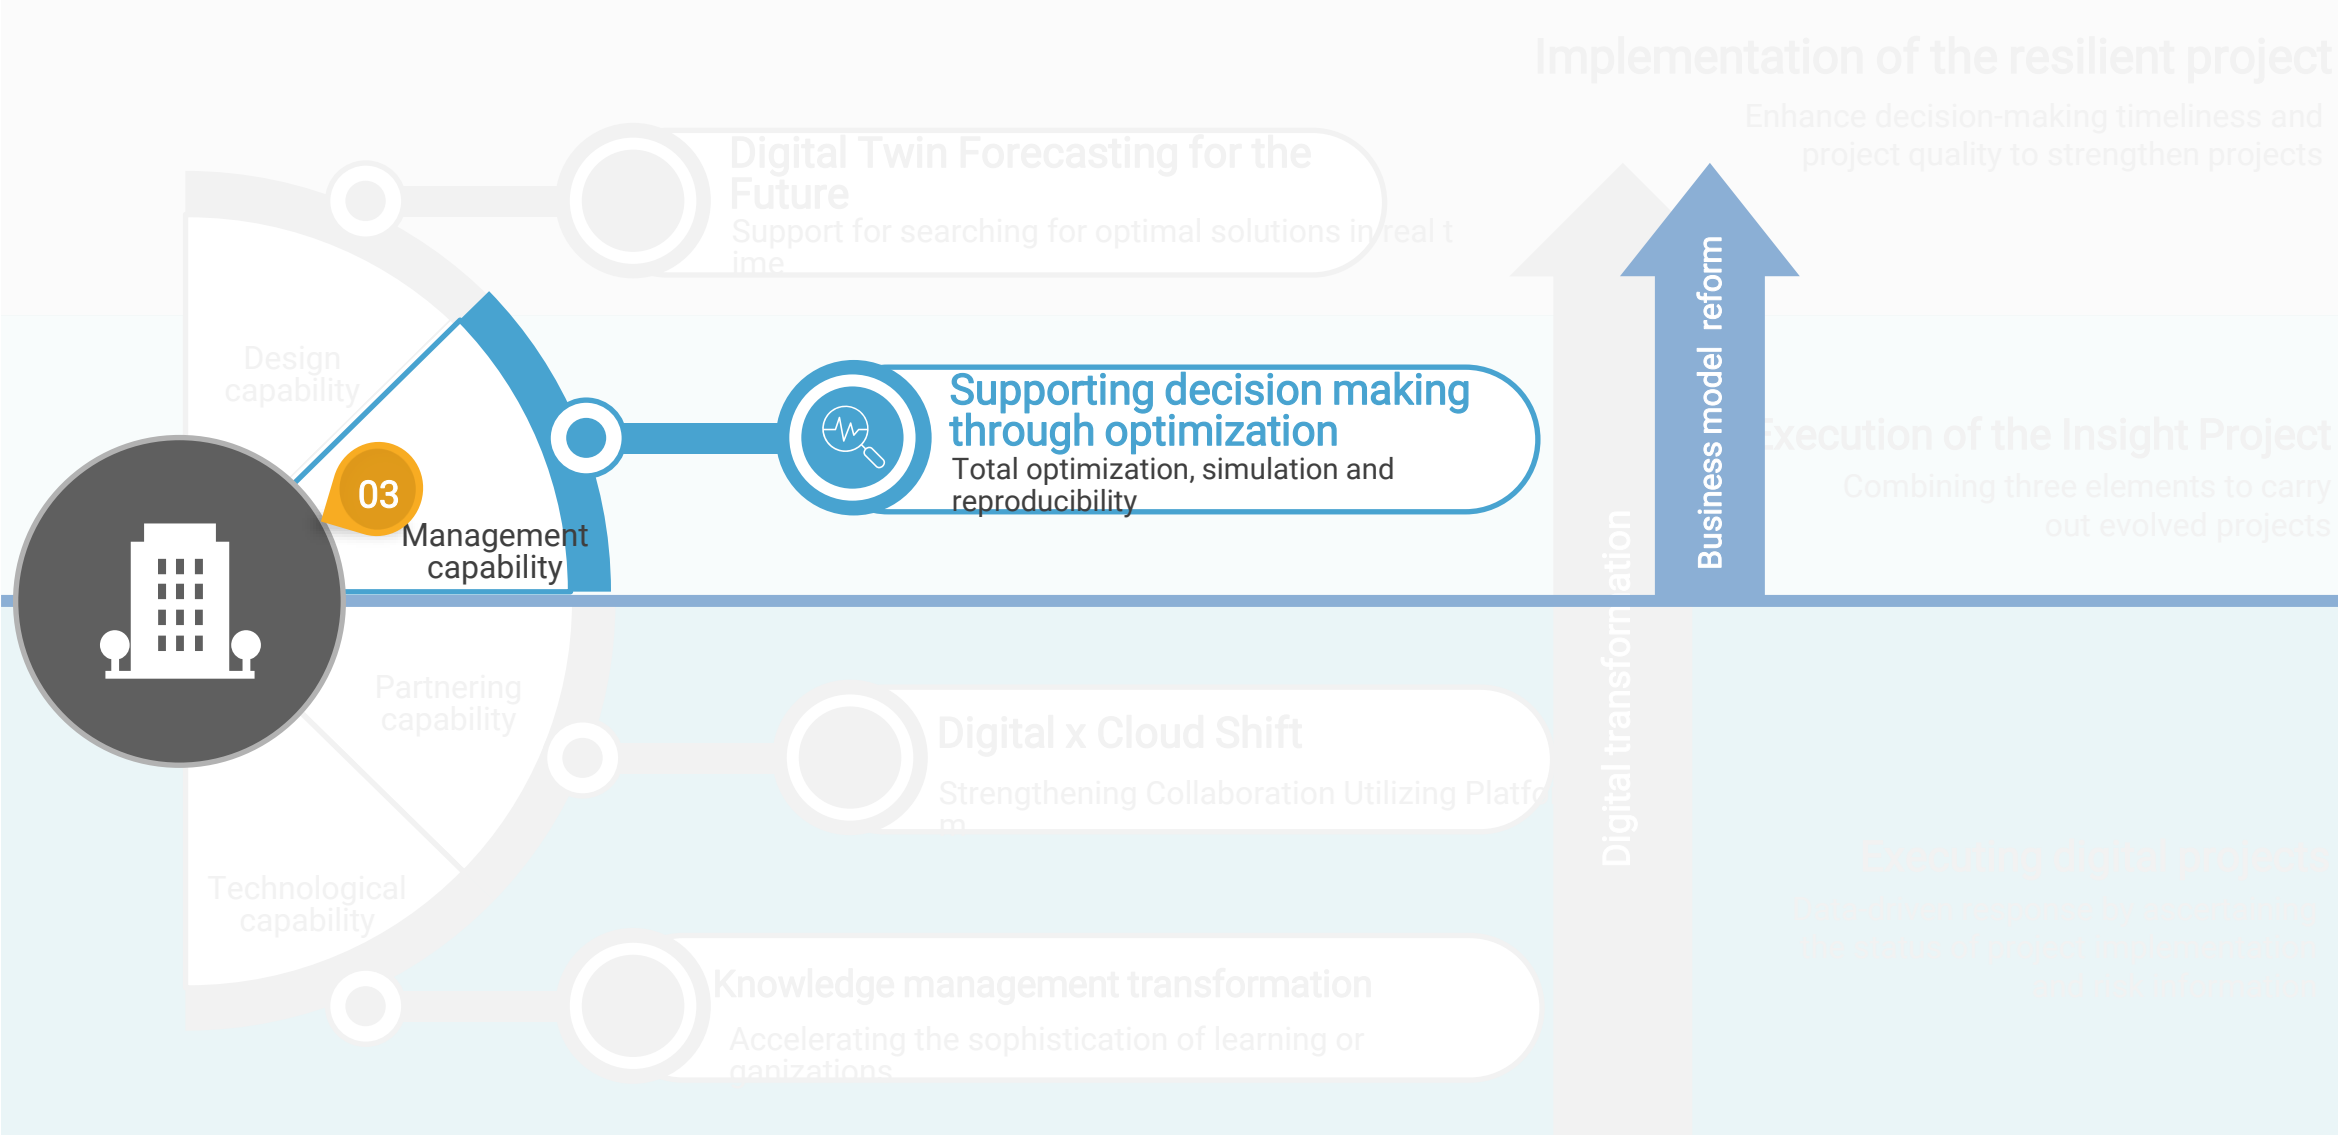 Implementation of the resilient project
Enhance decision-making timeliness and
project quality to strengthen projects
Digital Twin Forecasting for the
Future
Support for searching for optimal solutions in real t
ime
Design
capability
Supporting decision making
through optimization
Total optimization, simulation and
reproducibility
03
Management
capability
Business model reform
Execution of the Insight Project
Combining three elements to carry
out evolved projects
Digital transformation
Partnering
capability
Digital x Cloud Shift
Strengthening Collaboration Utilizing Platfo
m
Technological
capability
Knowledge management transformation
Accelerating the sophistication of learning or
ganizations